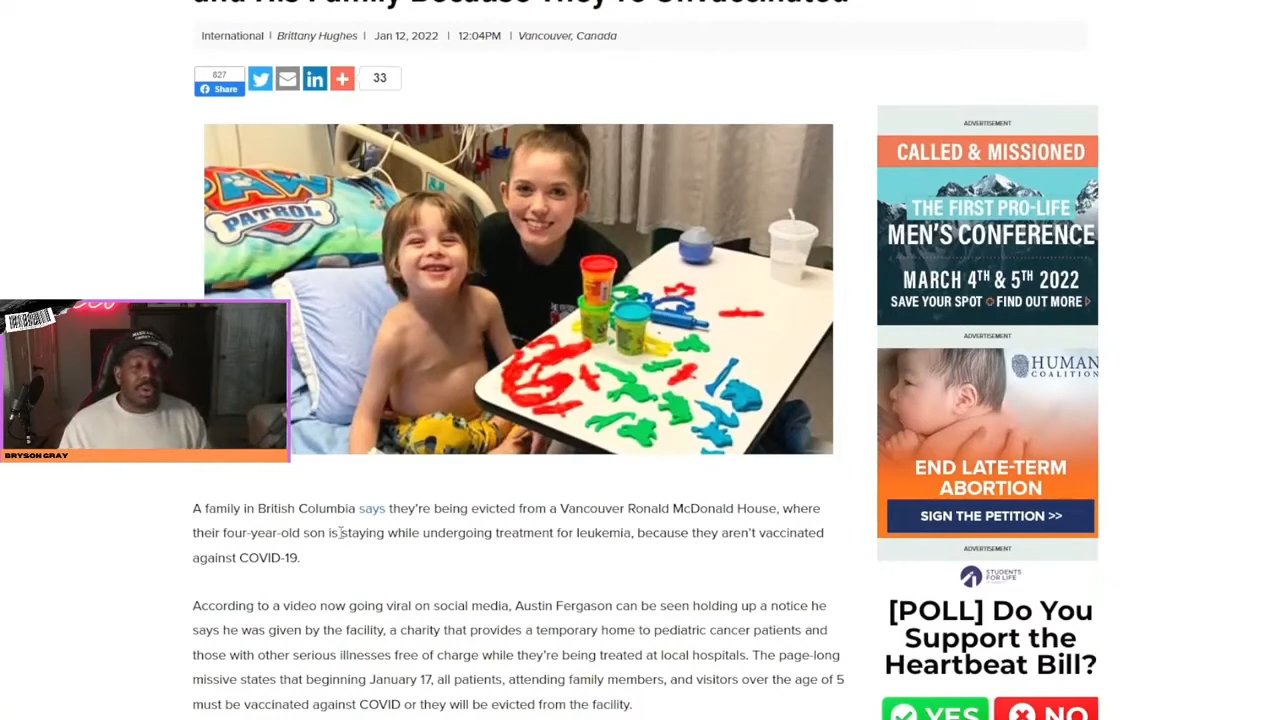 and His Family Because They're Unvaccinated
International | Brittany Hughes | Jan 12, 2022 | 12:04PM | Vancouver, Canada
827
Share
33
PAW
PATROL
BRYSON GRAY
A family in British Columbia says they're being evicted from a Vancouver Ronald McDonald House, where
their four-year-old son is staying while undergoing treatment for leukemia, because they aren't vaccinated
against COVID-19.
According to a video now going viral on social media, Austin Fergason can be seen holding up a notice he
says he was given by the facility, a charity that provides a temporary home to pediatric cancer patients and
those with other serious illnesses free of charge while they're being treated at local hospitals. The page-long
missive states that beginning January 17, all patients, attending family members, and visitors over the age of 5
must be vaccinated against COVID or they will be evicted from the facility.
ADVERTISEMENT
CALLED & MISSIONED
THE FIRST PRO-LIFE
MEN'S CONFERENCE
MARCH 4TH & 5TH 2022
SAVE YOUR SPOT FIND OUT MORE
ADVERTISEMENT
HUMAN
COALITION
END LATE-TERM
ABORTION
SIGN THE PETITION >>
ADVERTISEMENT
STUDENTS
FOR LIFE
[POLL] Do You
Support the
Heartbeat Bill?
YES NO